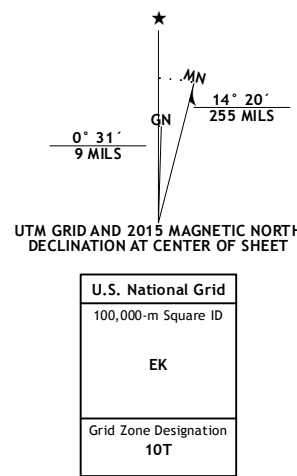 MN
GN
14° 20´
255 MILS
0° 31´
9 MILS
UTM GRID AND 2015 MAGNETIC NORTH
DECLINATION AT CENTER OF SHEET
U.S. National Grid
100,000-m Square ID
EK
Grid Zone Designation
10T